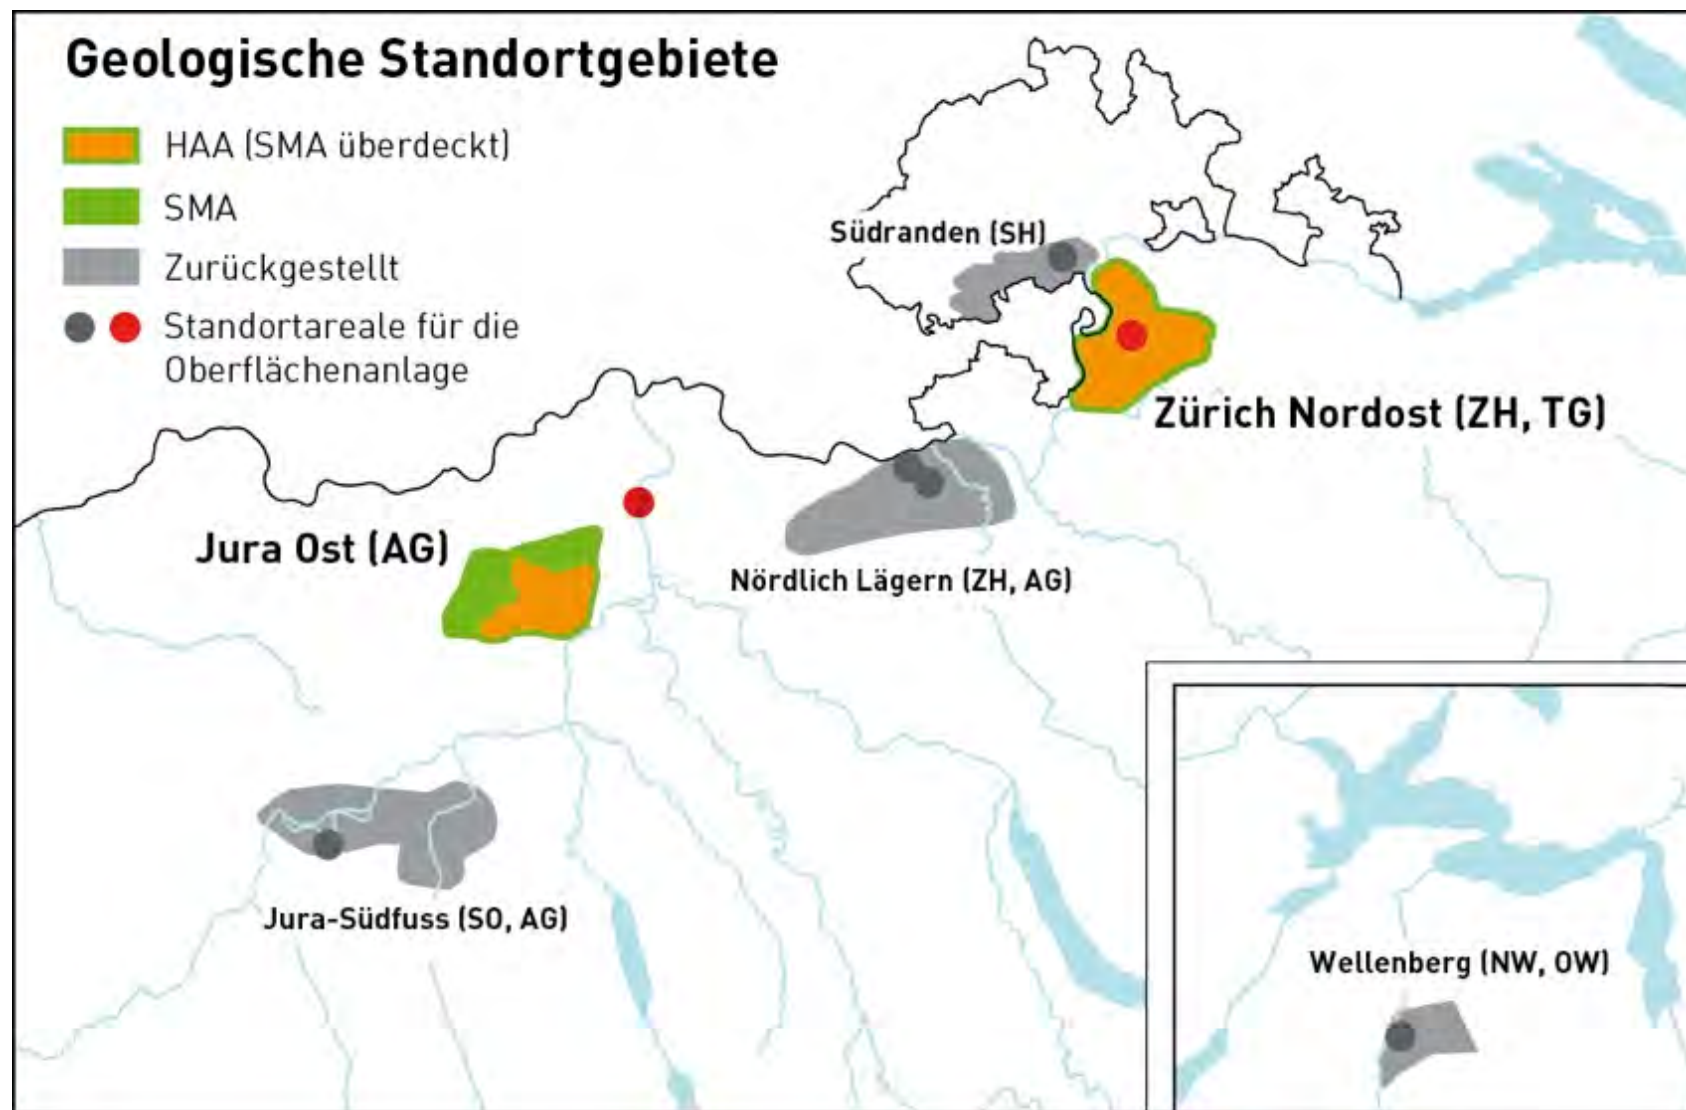 Geologische Standortgebiete
HAA (SMA überdeckt)
SMA
Zurückgestellt
Standortareale für die
Oberflächenanlage
Südranden (SH)
Zürich Nordost (ZH, TG)
Jura Ost (AG)
Nördlich Lägern (ZH, AG)
Jura-Südfuss (SO, AG)
Wellenberg (NW, OW)